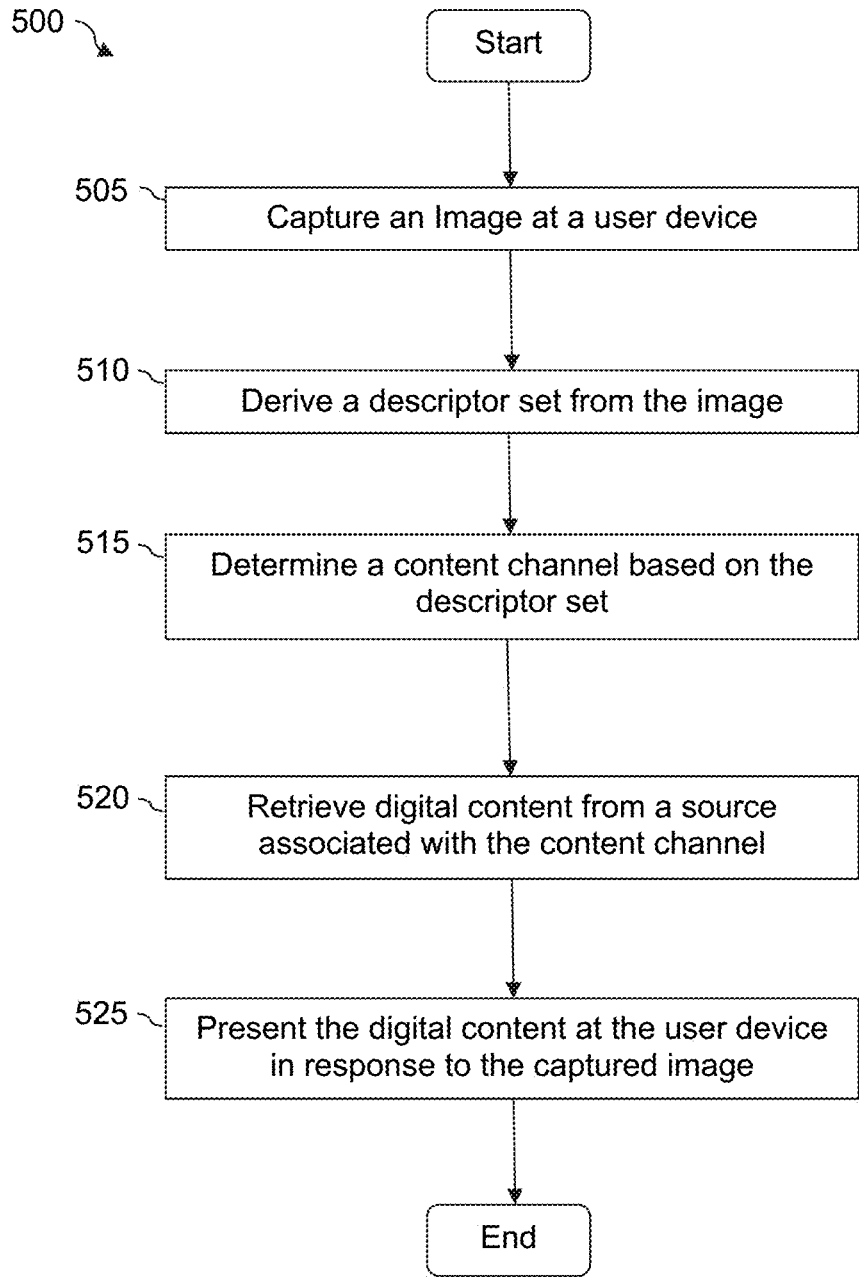 500
Start
505
Capture an Image at a user device
510
Derive a descriptor set from the image
515
Determine a content channel based on the
descriptor set
520
Retrieve digital content from a source
associated with the content channel
525
Present the digital content at the user device
in response to the captured image
End